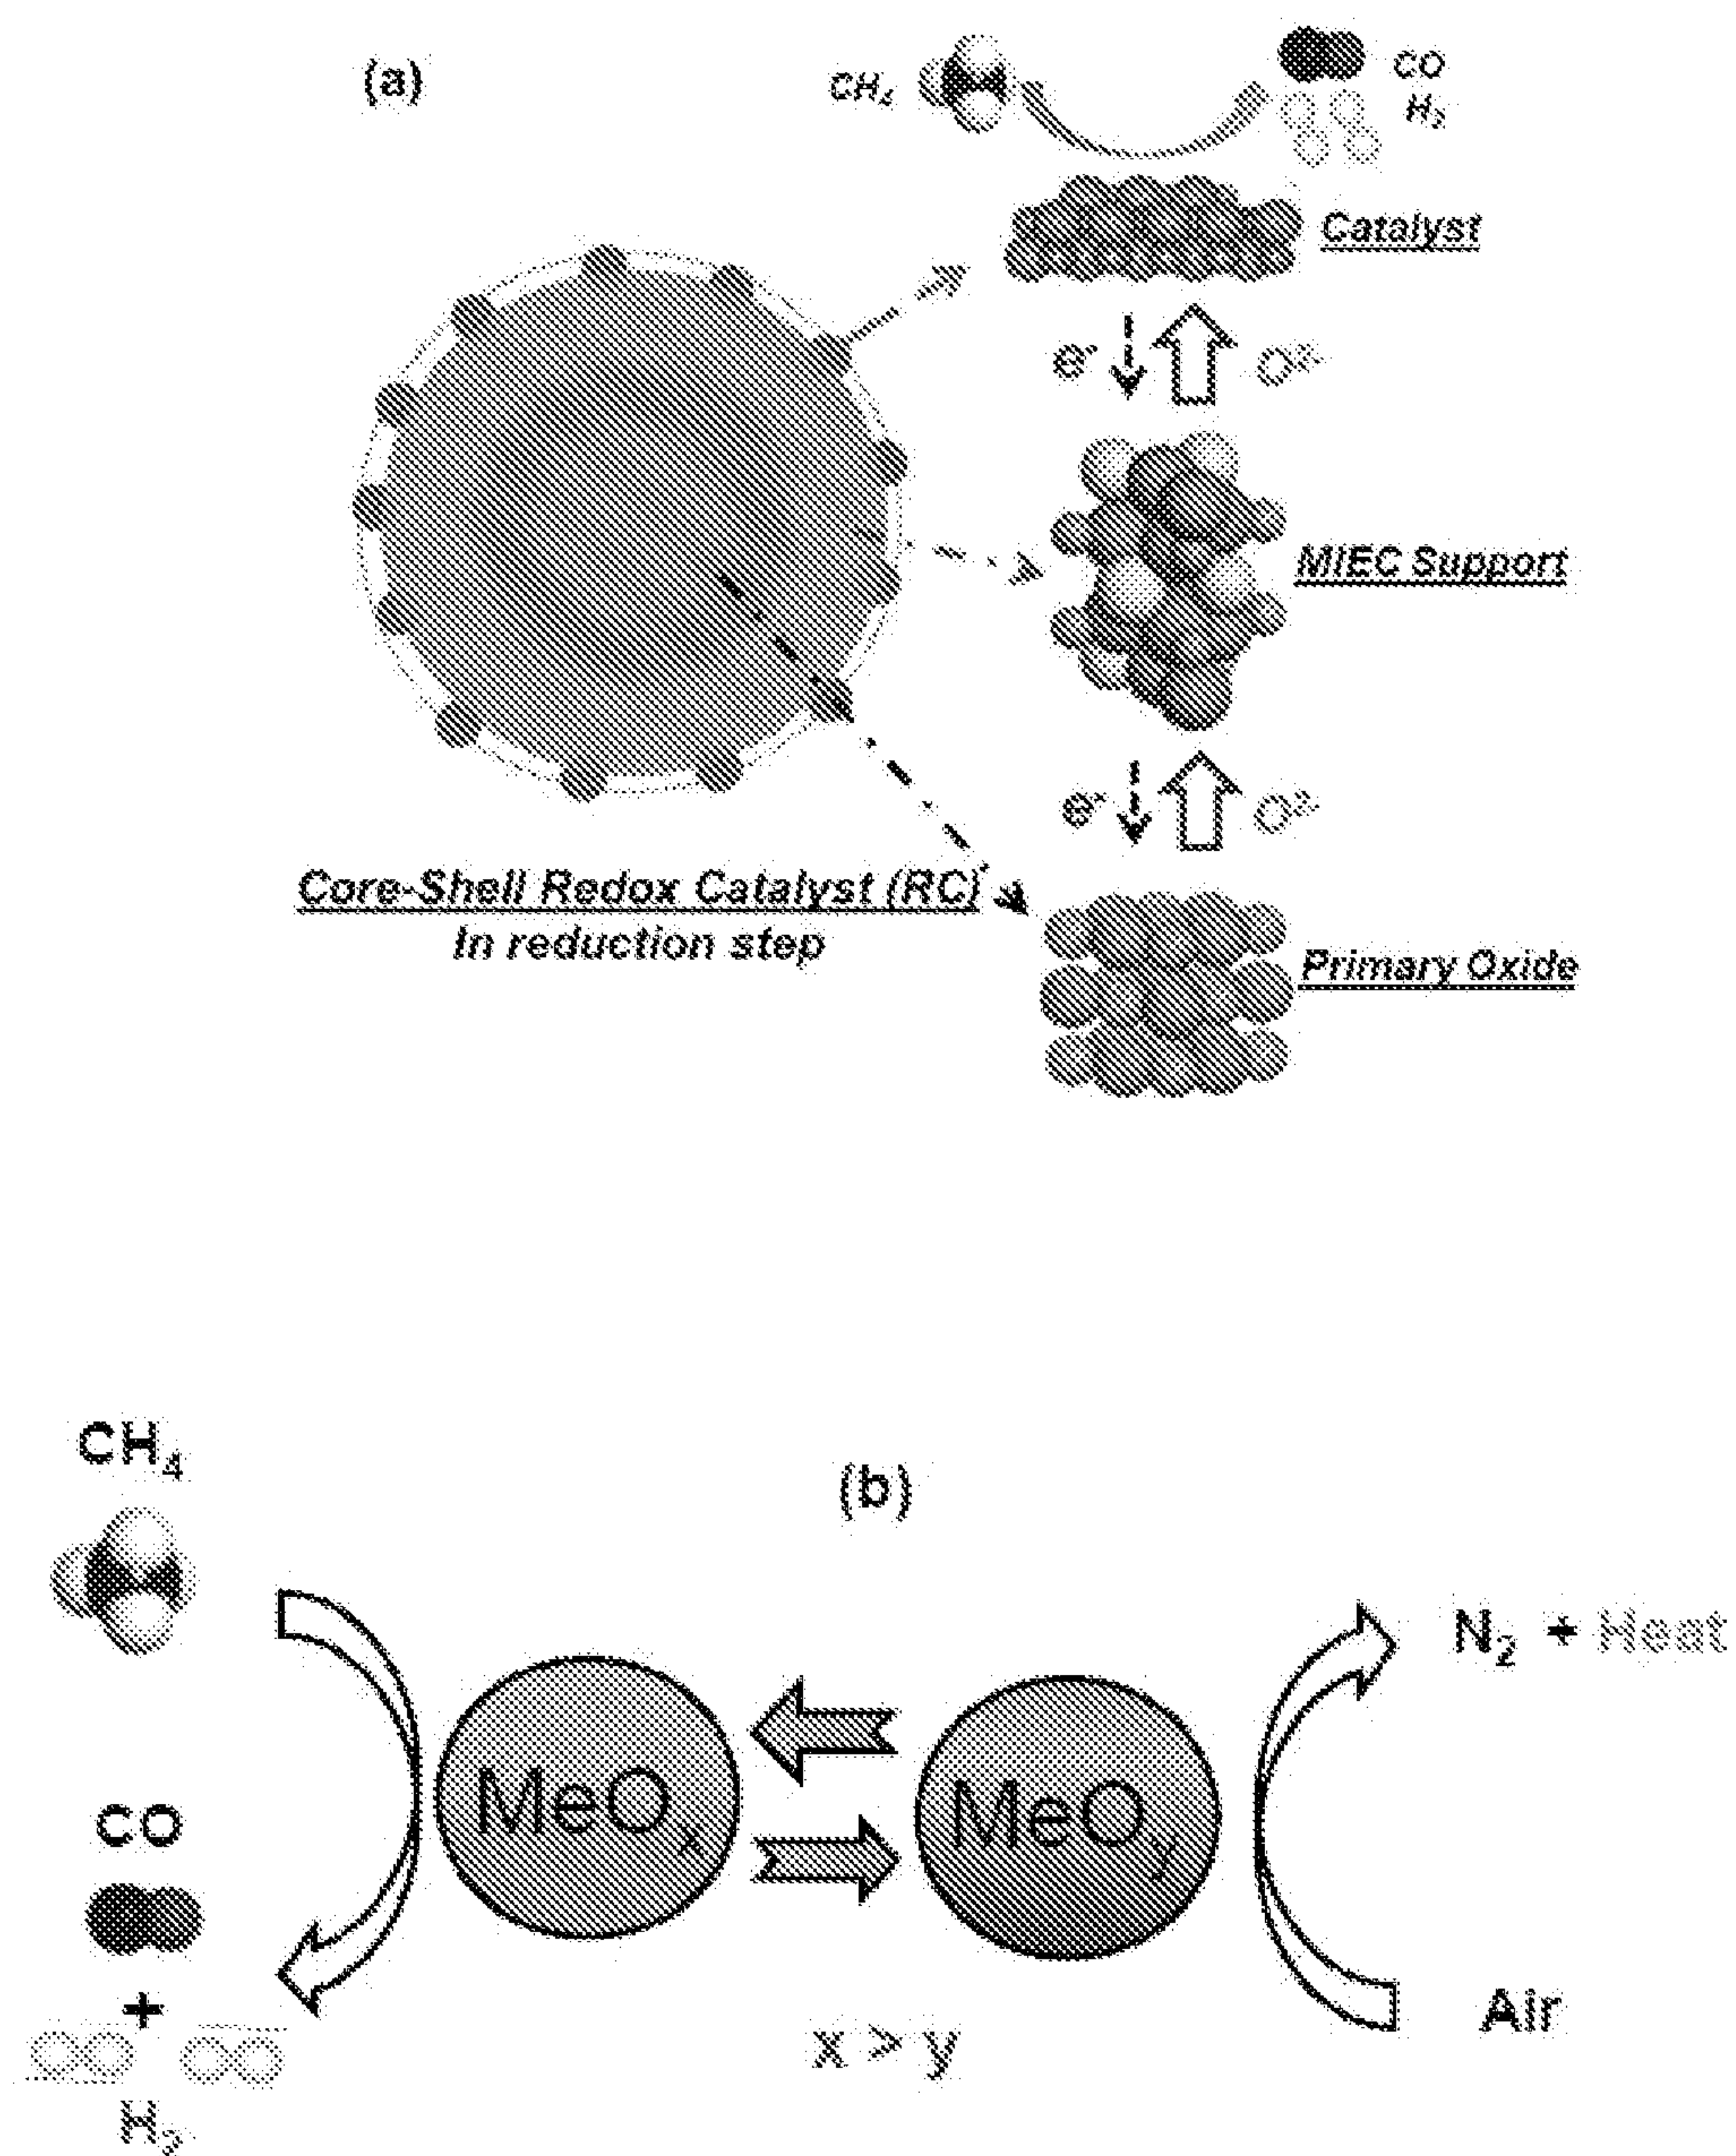 (a)
CH₄
CO
H₂
Catalyst
e⁻
O²⁻
MIEC Support
e⁻
O²⁻
Core-Shell Redox Catalyst (RC)
In reduction step
Primary Oxide
CH₄
(b)
N₂ + Heat
MeOₓ
MeOᵧ
CO
+
H₂
x > y
Air